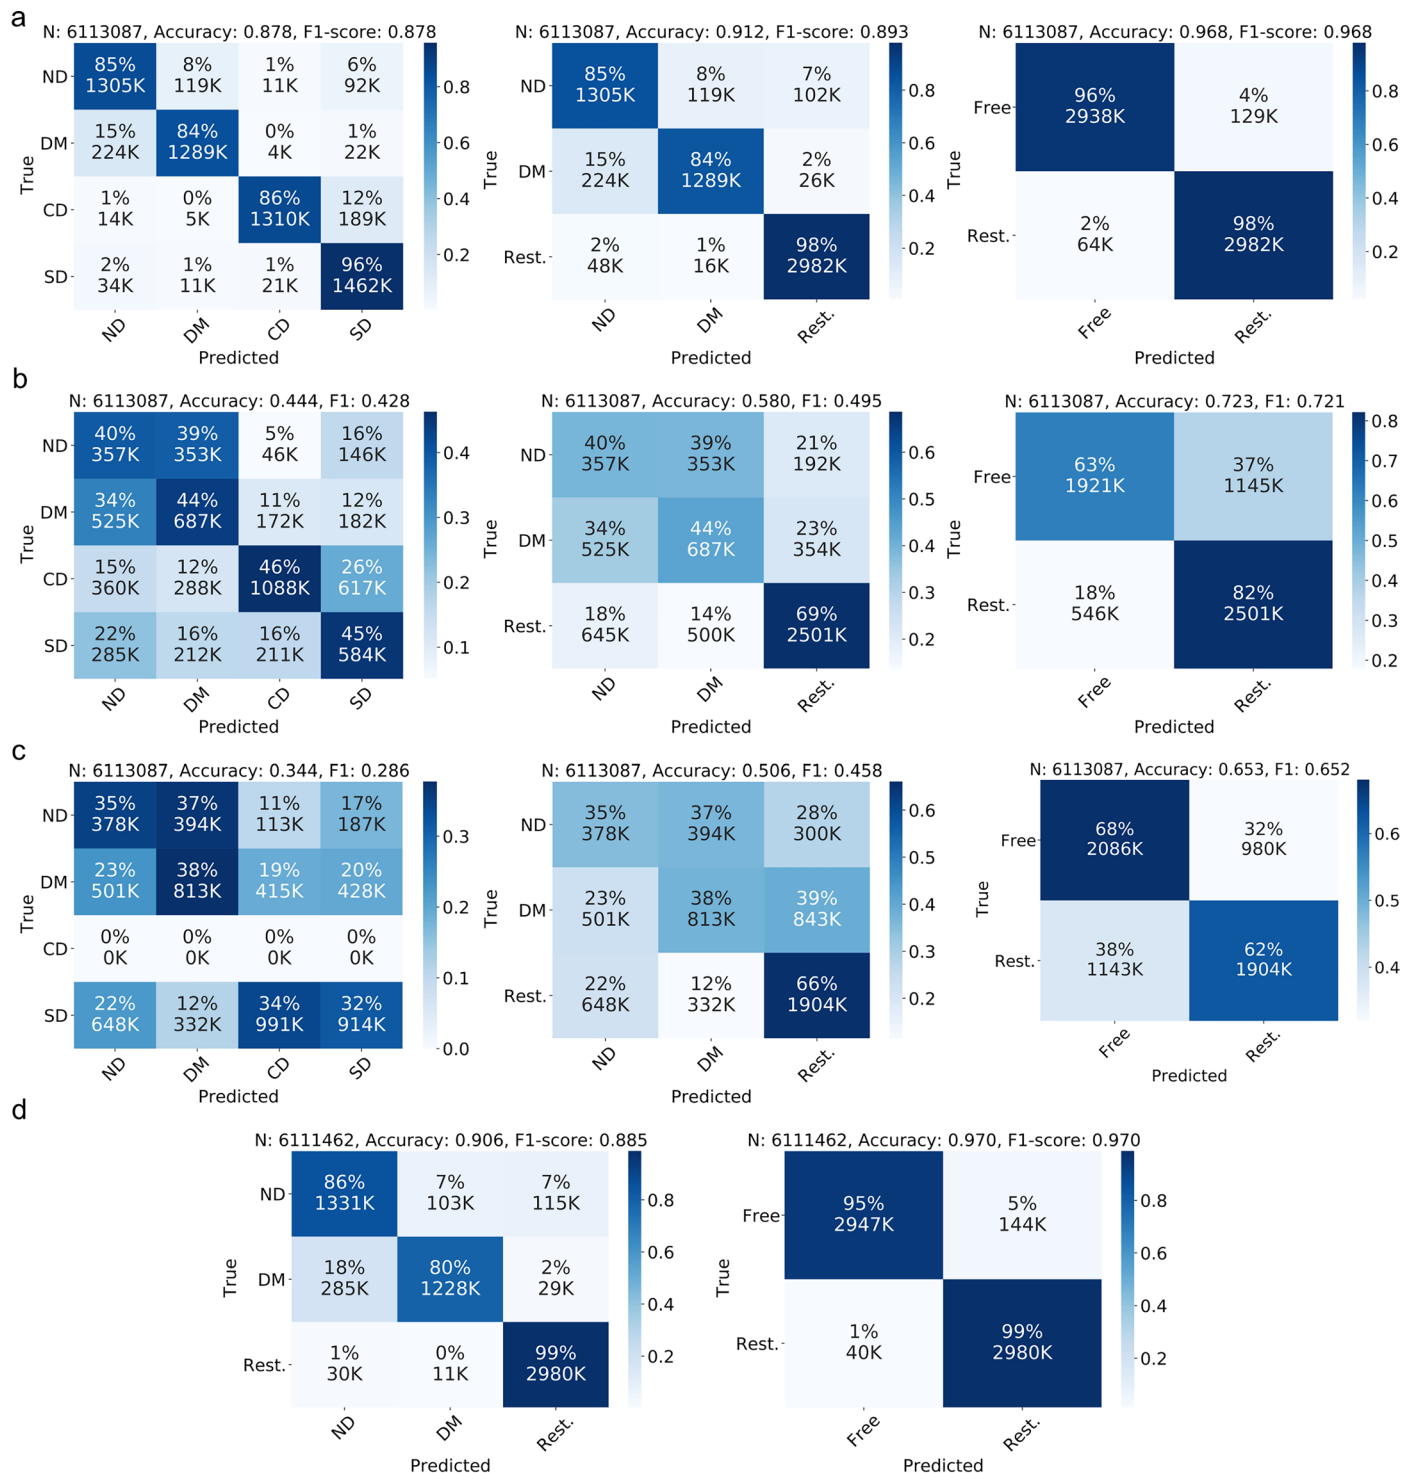 a
N: 6113087, Accuracy: 0.878, F1-score: 0.878
ND 85% 8% 1% 6%
1305K 119K 11K 92K
DM 15% 84% 0% 1%
224K 1289K 4K 22K
CD 1% 0% 86% 12%
14K 5K 1310K 189K
SD 2% 1% 1% 96%
34K 11K 21K 1462K
True
ND DM CD SD
Predicted
0.8
0.6
0.4
0.2
N: 6113087, Accuracy: 0.912, F1-score: 0.893
ND 85% 8% 7%
1305K 119K 102K
DM 15% 84% 2%
224K 1289K 26K
Rest. 2% 1% 98%
48K 16K 2982K
True
ND DM Rest.
Predicted
0.8
0.6
0.4
0.2
N: 6113087, Accuracy: 0.968, F1-score: 0.968
Free 96% 4%
2938K 129K
Rest. 2% 98%
64K 2982K
True
Free Rest.
Predicted
0.8
0.6
0.4
0.2
b
N: 6113087, Accuracy: 0.444, F1: 0.428
ND 40% 39% 5% 16%
357K 353K 46K 146K
DM 34% 44% 11% 12%
525K 687K 172K 182K
CD 15% 12% 46% 26%
360K 288K 1088K 617K
SD 22% 16% 16% 45%
285K 212K 211K 584K
True
ND DM CD SD
Predicted
0.4
0.3
0.2
0.1
N: 6113087, Accuracy: 0.580, F1: 0.495
ND 40% 39% 21%
357K 353K 192K
DM 34% 44% 23%
525K 687K 354K
Rest. 18% 14% 69%
645K 500K 2501K
True
ND DM Rest.
Predicted
0.6
0.5
0.4
0.3
0.2
N: 6113087, Accuracy: 0.723, F1: 0.721
Free 63% 37%
1921K 1145K
Rest. 18% 82%
546K 2501K
True
Free Rest.
Predicted
0.8
0.7
0.6
0.5
0.4
0.3
0.2
c
N: 6113087, Accuracy: 0.344, F1: 0.286
ND 35% 37% 11% 17%
378K 394K 113K 187K
DM 23% 38% 19% 20%
501K 813K 415K 428K
CD 0% 0% 0% 0%
0K 0K 0K 0K
SD 22% 12% 34% 32%
648K 332K 991K 914K
True
ND DM CD SD
Predicted
0.3
0.2
0.1
0.0
N: 6113087, Accuracy: 0.506, F1: 0.458
ND 35% 37% 28%
378K 394K 300K
DM 23% 38% 39%
501K 813K 843K
Rest. 22% 12% 66%
648K 332K 1904K
True
ND DM Rest.
Predicted
0.6
0.5
0.4
0.3
0.2
N: 6113087, Accuracy: 0.653, F1: 0.652
Free 68% 32%
2086K 980K
Rest. 38% 62%
1143K 1904K
True
Free Rest.
Predicted
0.6
0.5
0.4
d
N: 6111462, Accuracy: 0.906, F1-score: 0.885
ND 86% 7% 7%
1331K 103K 115K
DM 18% 80% 2%
285K 1228K 29K
Rest. 1% 0% 99%
30K 11K 2980K
True
ND DM Rest.
Predicted
0.8
0.6
0.4
0.2
N: 6111462, Accuracy: 0.970, F1-score: 0.970
Free 95% 5%
2947K 144K
Rest. 1% 99%
40K 2980K
True
Free Rest.
Predicted
0.8
0.6
0.4
0.2